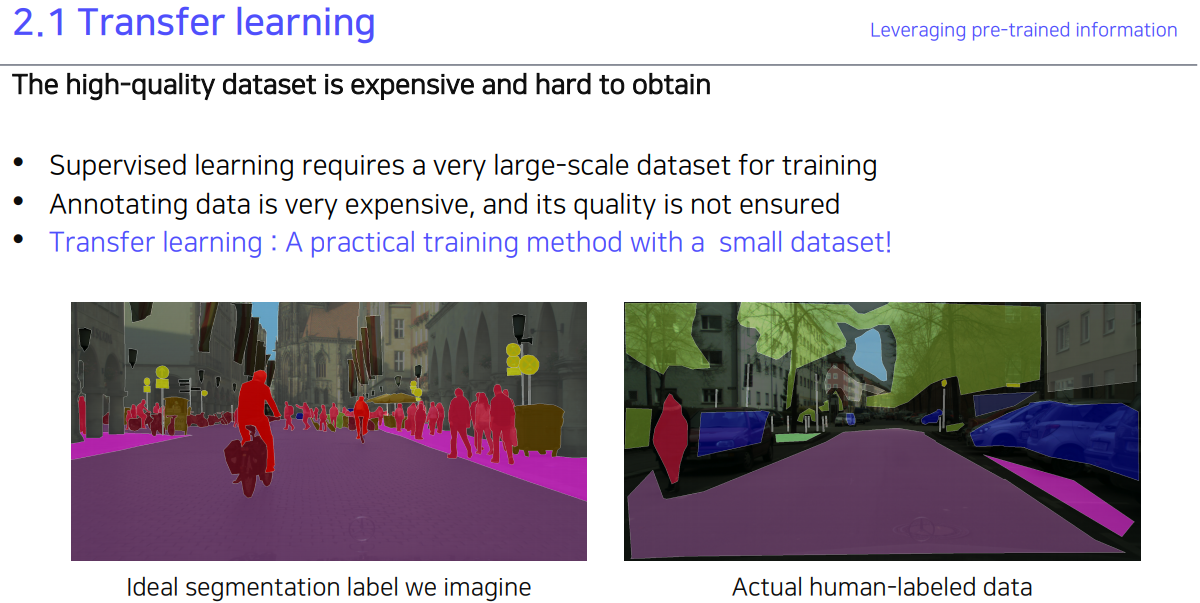 2.1 Transfer learning
Leveraging pre-trained information
The high-quality dataset is expensive and hard to obtain
• Supervised learning requires a very large-scale dataset for training
• Annotating data is very expensive, and its quality is not ensured
• Transfer learning : A practical training method with a small dataset!
Ideal segmentation label we imagine
Actual human-labeled data